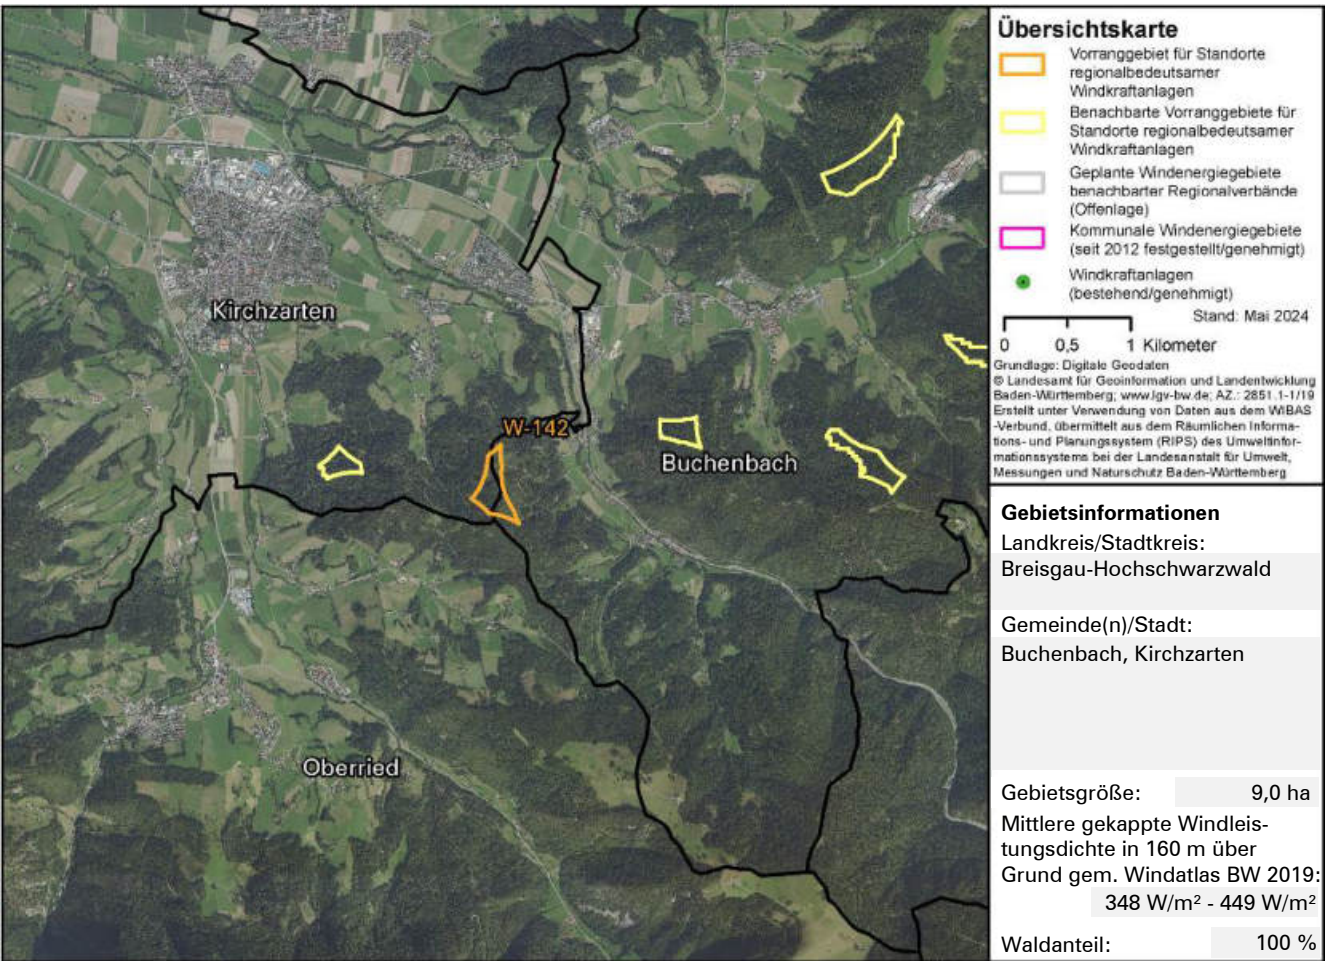 Kirchzarten
W-142
Buchenbach
Oberried
Übersichtskarte
Vorranggebiet für Standorte
regionalbedeutsamer
Windkraftanlagen
Benachbarte Vorranggebiete für
Standorte regionalbedeutsamer
Windkraftanlagen
Geplante Windenergiegebiete
benachbarter Regionalverbände
(Offenlage)
Kommunale Windenergiegebiete
(seit 2012 festgestellt/genehmigt)
Windkraftanlagen
(bestehend/genehmigt)
Stand: Mai 2024
0 0,5 1 Kilometer
Grundlage: Digitale Geodaten
© Landesamt für Geoinformation und Landentwicklung
Baden-Württemberg; www.lgv-bw.de; AZ.: 2851.1-1/19
Erstellt unter Verwendung von Daten aus dem WIBAS
-Verbund, übermittelt aus dem Räumlichen Informa-
tions- und Planungssystem (RIPS) des Umweltinfor-
mationssystems bei der Landesanstalt für Umwelt,
Messungen und Naturschutz Baden-Württemberg
Gebietsinformationen
Landkreis/Stadtkreis:
Breisgau-Hochschwarzwald
Gemeinde(n)/Stadt:
Buchenbach, Kirchzarten
Gebietsgröße: 9,0 ha
Mittlere gekappte Windleis-
tungsdichte in 160 m über
Grund gem. Windatlas BW 2019:
348 W/m² - 449 W/m²
Waldanteil: 100 %